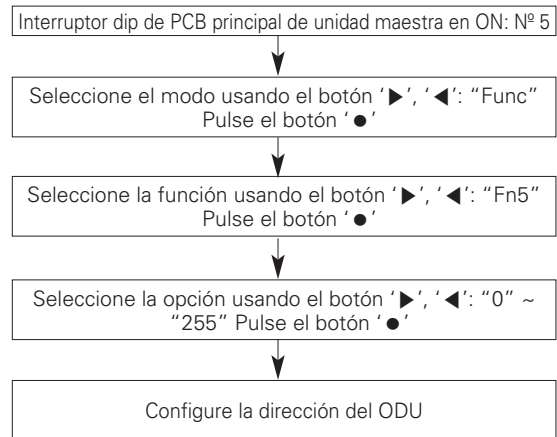 Interruptor dip de PCB principal de unidad maestra en ON: Nº 5
Seleccione el modo usando el botón ‘▶’, ‘◀’: “Func”
Pulse el botón ‘●’
Seleccione la función usando el botón ‘▶’, ‘◀’: “Fn5”
Pulse el botón ‘●’
Seleccione la opción usando el botón ‘▶’, ‘◀’: “0” ~
“255” Pulse el botón ‘●’
Configure la dirección del ODU